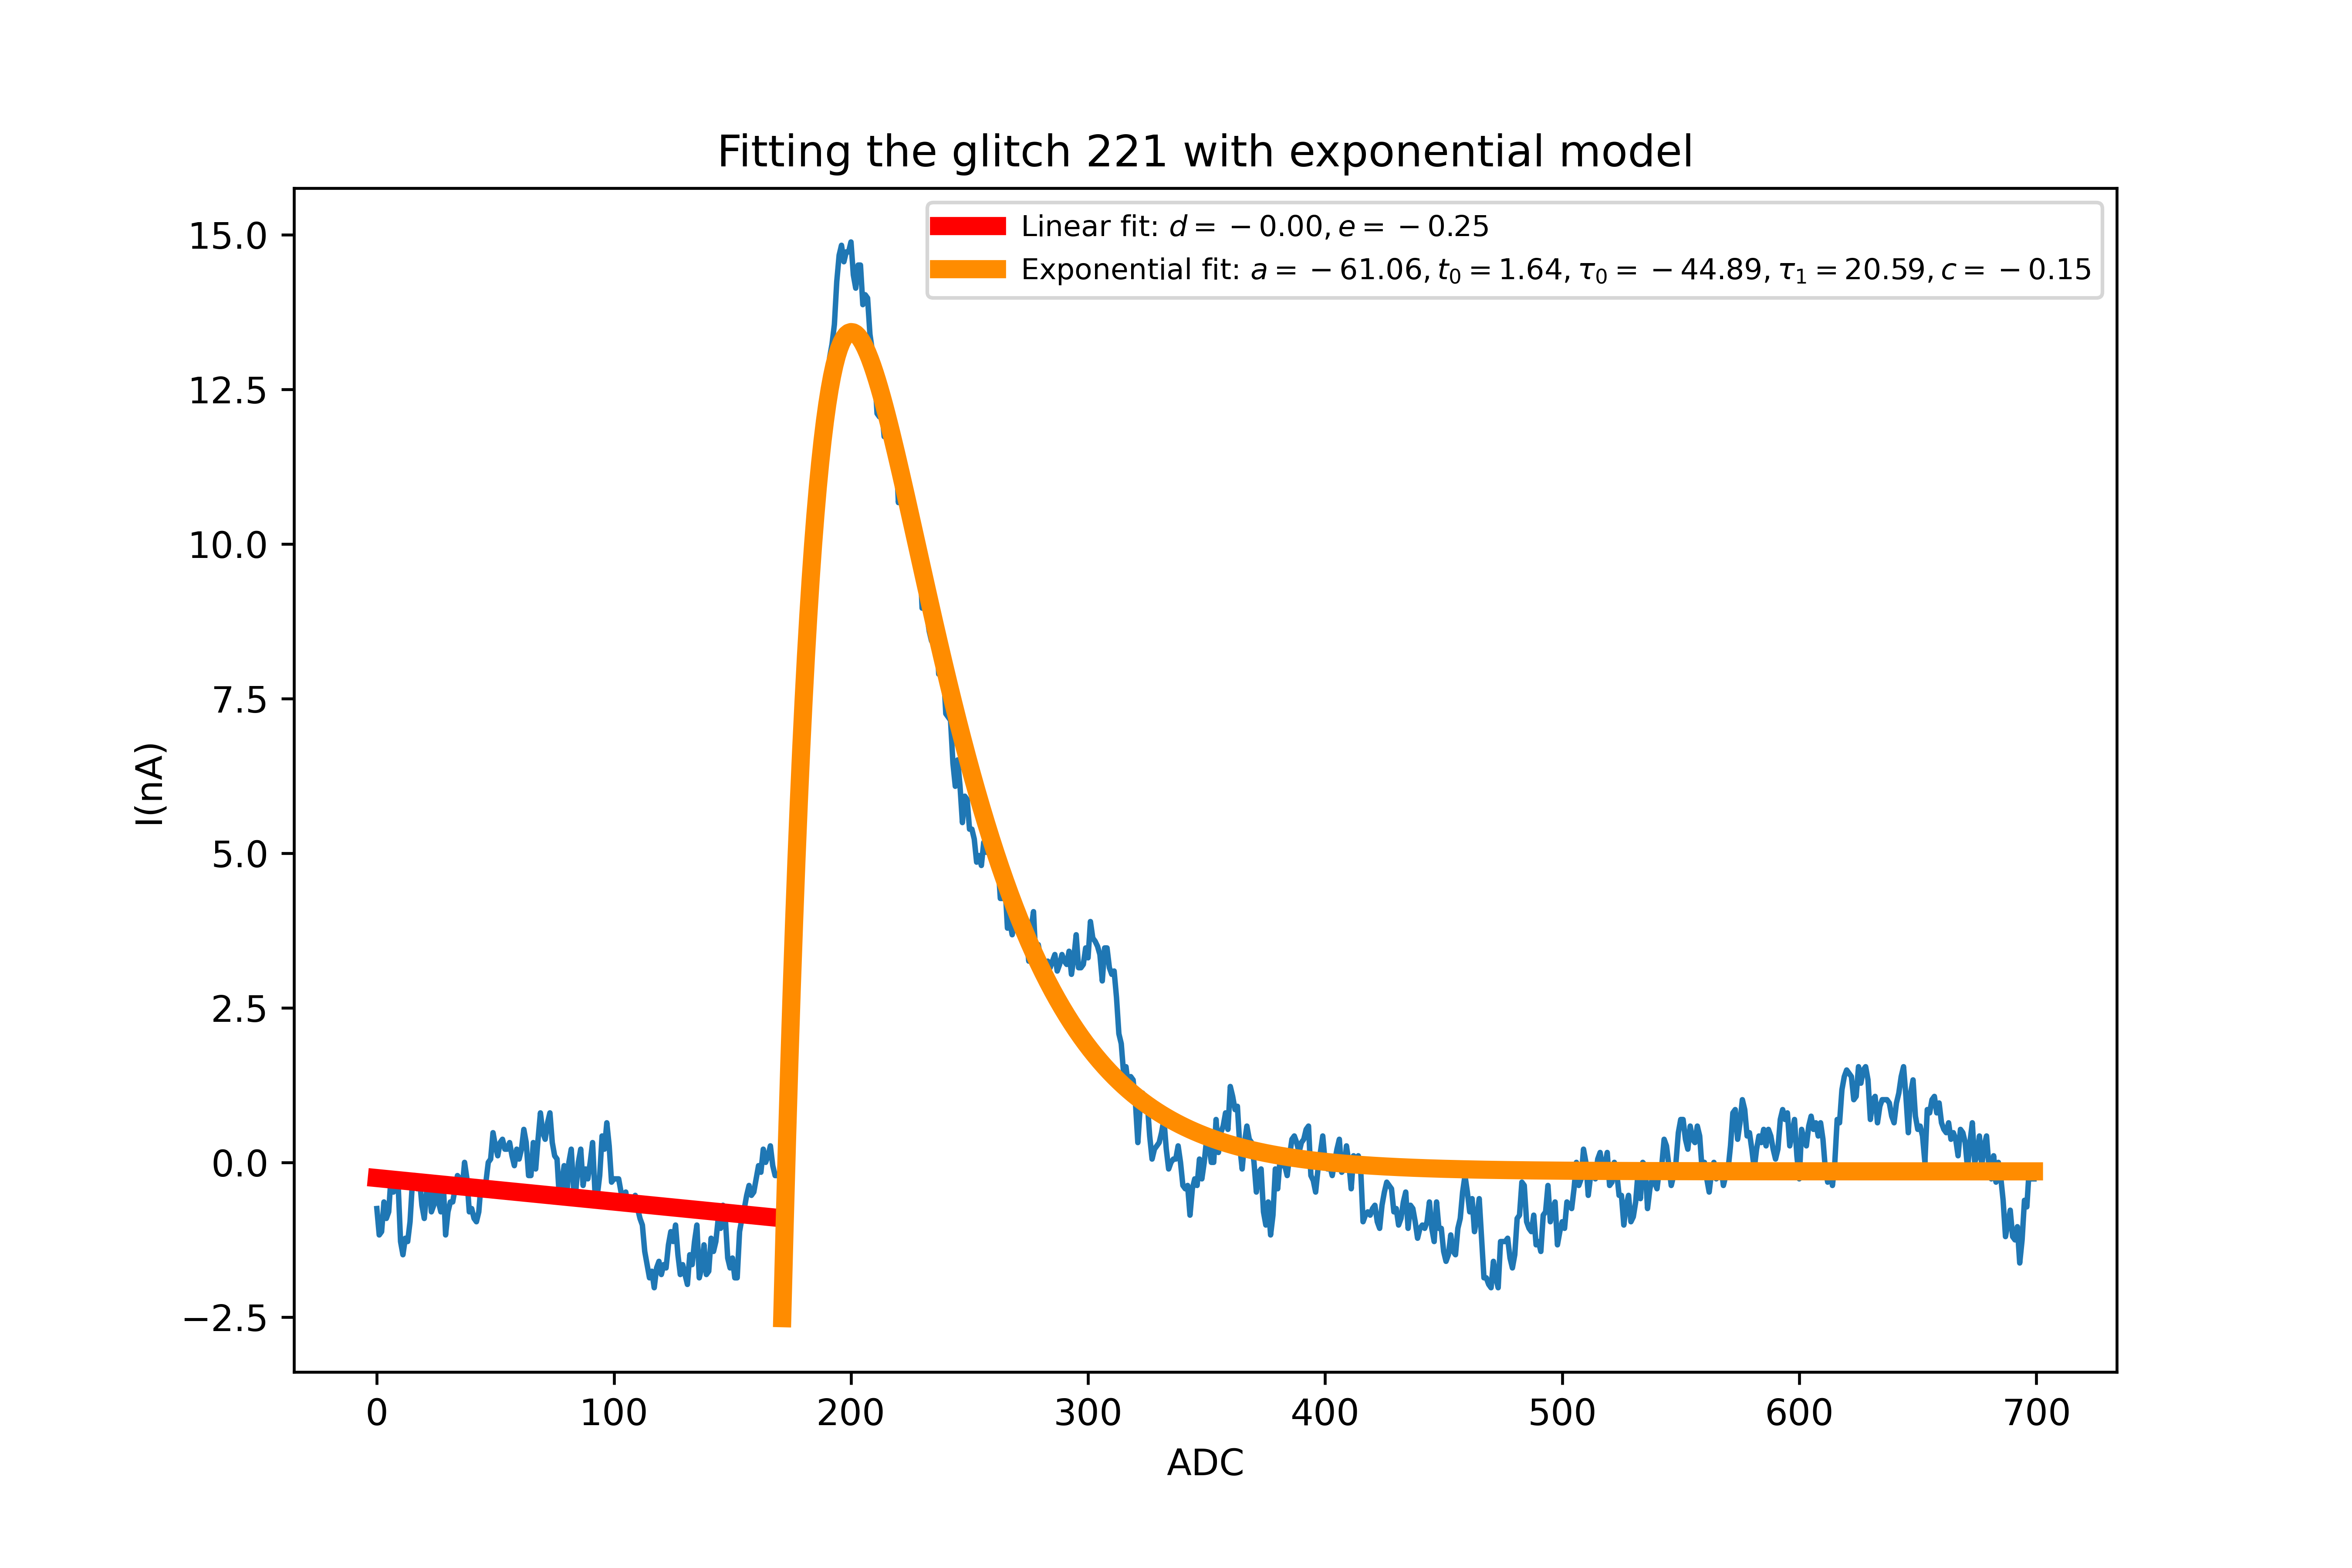 Fitting the glitch 221 with exponential model
Linear fit: d = −0.00, e = −0.25
Exponential fit: a = −61.06, t₀ = 1.64, τ₀ = −44.89, τ₁ = 20.59, c = −0.15
15.0
12.5
10.0
7.5
5.0
2.5
0.0
−2.5
I(nA)
0 100 200 300 400 500 600 700
ADC